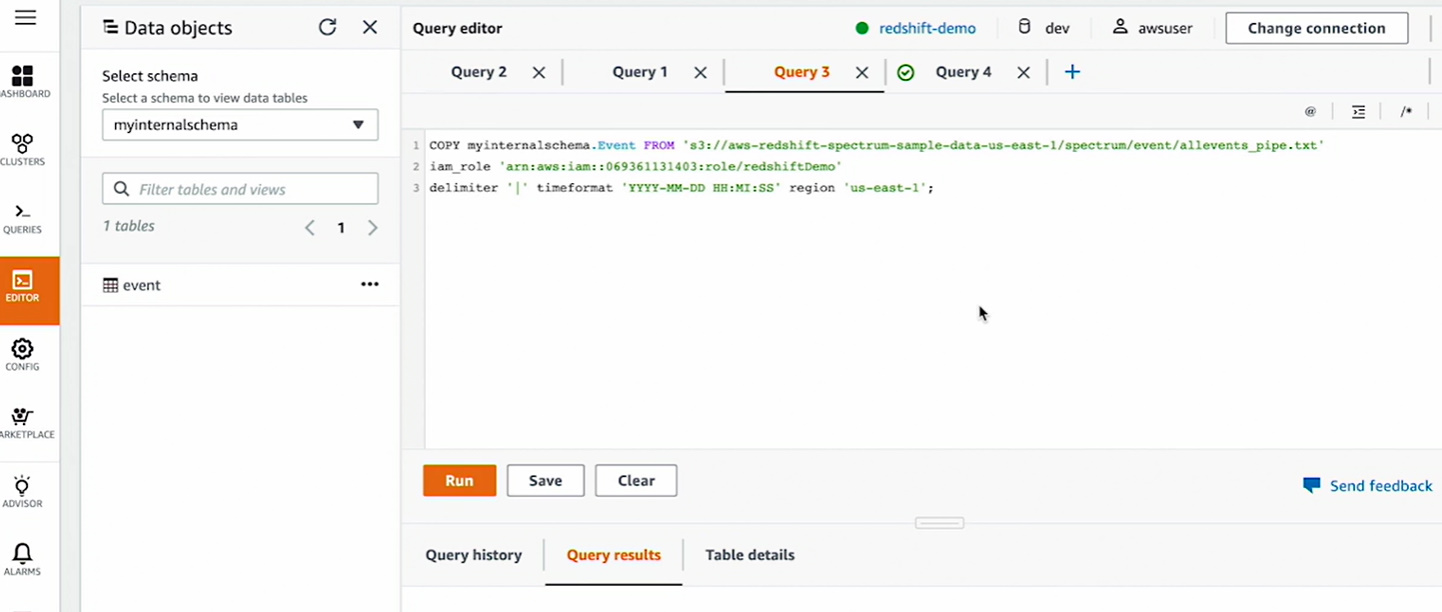 Data objects
Select schema
Select a schema to view data tables
myinternalschema
Filter tables and views
1 tables
1
event
•••
DASHBOARD
CLUSTERS
QUERIES
EDITOR
CONFIG
ARKETPLACE
ADVISOR
ALARMS
Query editor
redshift-demo
dev
awsuser
Change connection
Query 2
Query 1
Query 3
Query 4
+
@
/*
1 COPY myinternalschema.Event FROM 's3://aws-redshift-spectrum-sample-data-us-east-1/spectrum/event/allevents_pipe.txt'
2 iam_role 'arn:aws:iam::069361131403:role/redshiftDemo'
3 delimiter '|' timeformat 'YYYY-MM-DD HH:MI:SS' region 'us-east-1';
Run
Save
Clear
Send feedback
Query history
Query results
Table details